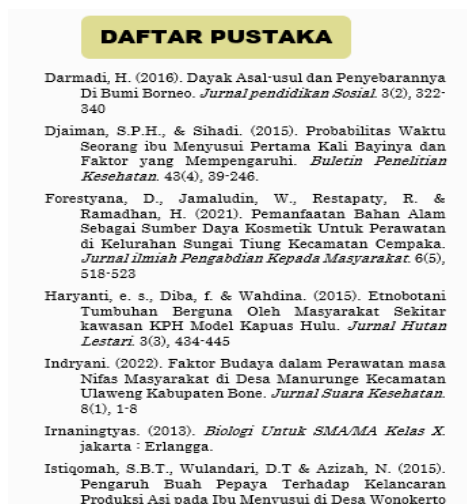 DAFTAR PUSTAKA
Darmadi, H. (2016). Dayak Asal-usul dan Penyebarannya
Di Bumi Borneo. Jurnal pendidikan Sosial. 3(2), 322-
340
Djaiman, S.P.H., & Sihadi. (2015). Probabilitas Waktu
Seorang ibu Menyusui Pertama Kali Bayinya dan
Faktor yang Mempengaruhi. Buletin Penelitian
Kesehatan. 43(4), 39-246.
Forestyana, D., Jamaludin, W., Restapaty, R. &
Ramadhan, H. (2021). Pemanfaatan Bahan Alam
Sebagai Sumber Daya Kosmetik Untuk Perawatan
di Kelurahan Sungai Tiung Kecamatan Cempaka.
Jurnal ilmiah Pengabdian Kepada Masyarakat. 6(5),
518-523
Haryanti, e. s., Diba, f. & Wahdina. (2015). Etnobotani
Tumbuhan Berguna Oleh Masyarakat Sekitar
kawasan KPH Model Kapuas Hulu. Jurnal Hutan
Lestari. 3(3), 434-445
Indryani. (2022). Faktor Budaya dalam Perawatan masa
Nifas Masyarakat di Desa Manurunge Kecamatan
Ulaweng Kabupaten Bone. Jurnal Suara Kesehatan.
8(1), 1-8
Irnaningtyas. (2013). Biologi Untuk SMA/MA Kelas X.
jakarta : Erlangga.
Istiqomah, S.B.T., Wulandari, D.T & Azizah, N. (2015).
Pengaruh Buah Pepaya Terhadap Kelancaran
Produksi Asi pada Ibu Menyusui di Desa Wonokerto